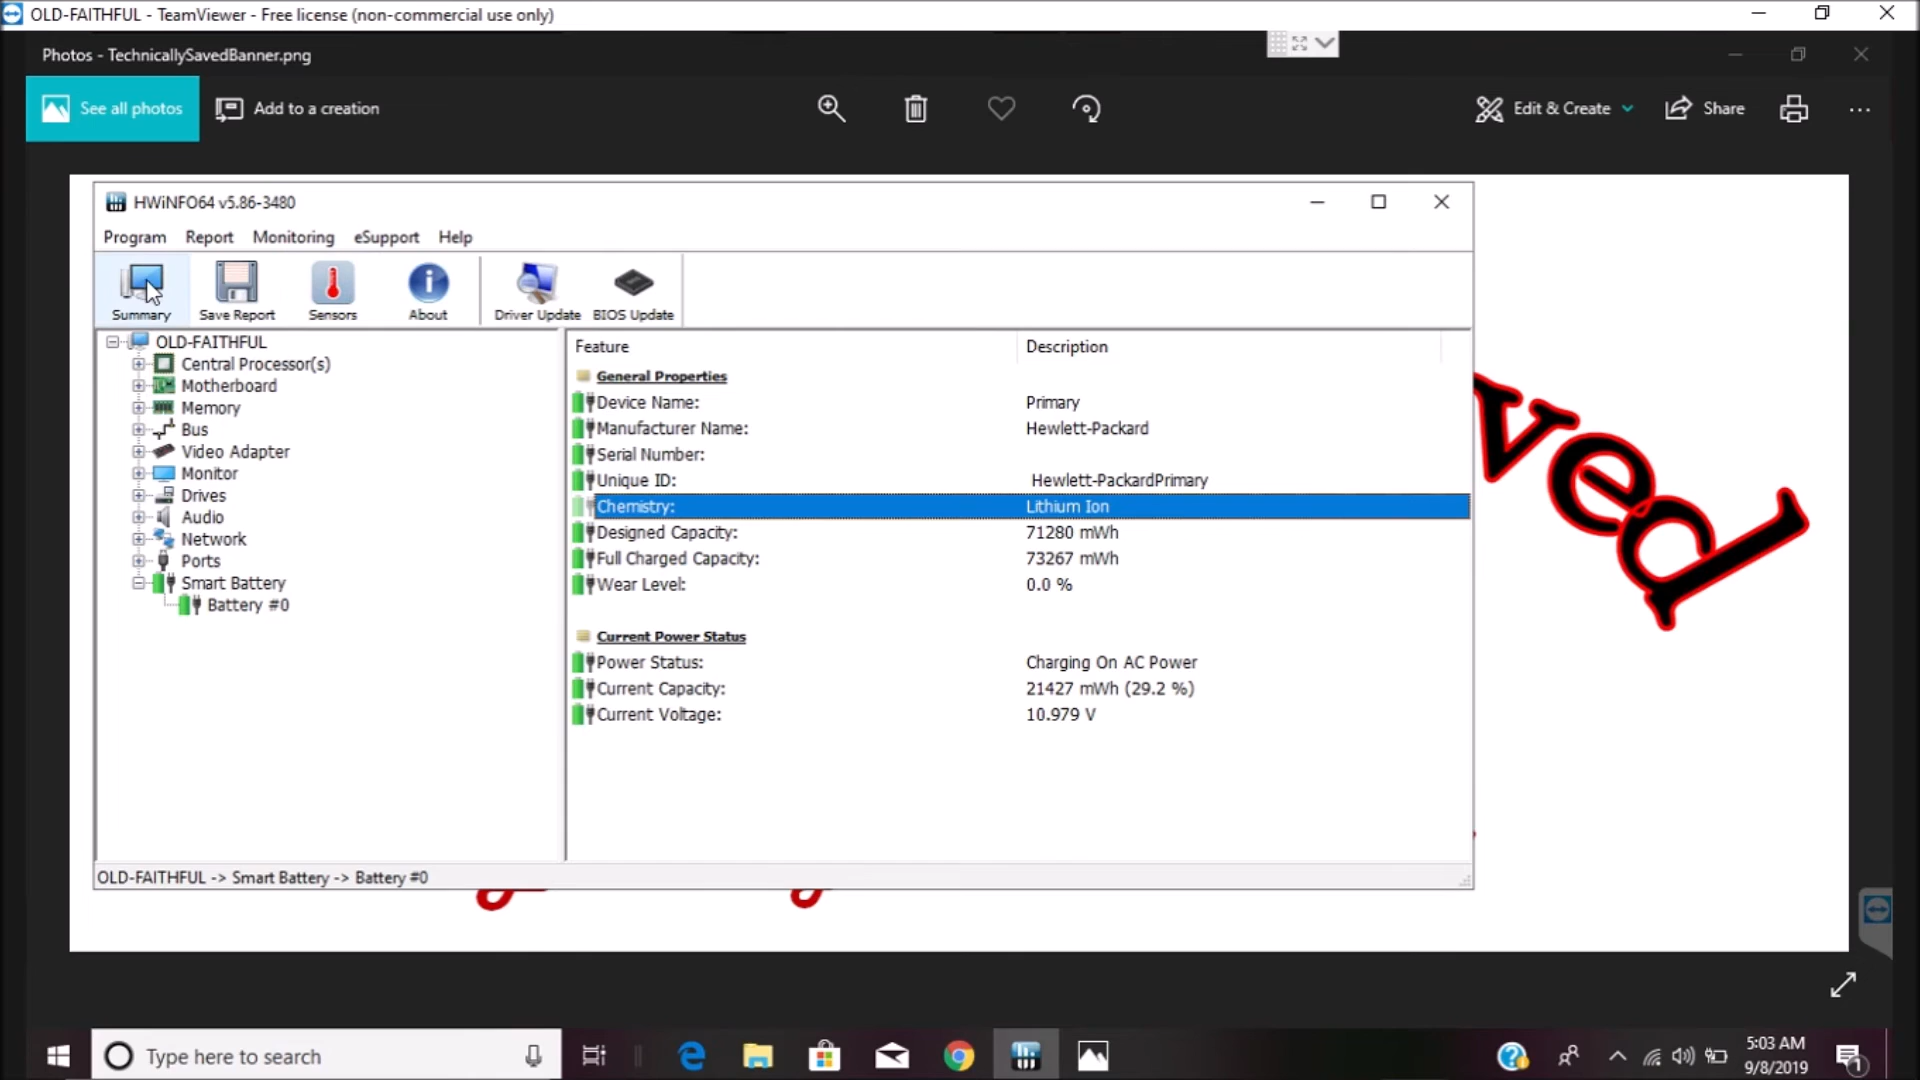 OLD-FAITHFUL - TeamViewer - Free license (non-commercial use only)
Photos - TechnicallySavedBanner.png
See all photos
Add to a creation
Edit & Create
Share
HWiNFO64 v5.86-3480
Program Report Monitoring eSupport Help
Summary Save Report Sensors About Driver Update BIOS Update
OLD-FAITHFUL
Central Processor(s)
Motherboard
Memory
Bus
Video Adapter
Monitor
Drives
Audio
Network
Ports
Smart Battery
Battery #0
Feature Description
General Properties
Device Name: Primary
Manufacturer Name: Hewlett-Packard
Serial Number:
Unique ID: Hewlett-PackardPrimary
Chemistry: Lithium Ion
Designed Capacity: 71280 mWh
Full Charged Capacity: 73267 mWh
Wear Level: 0.0 %
Current Power Status
Power Status: Charging On AC Power
Current Capacity: 21427 mWh (29.2 %)
Current Voltage: 10.979 V
ved
OLD-FAITHFUL -> Smart Battery -> Battery #0
Type here to search
5:03 AM
9/8/2019
1